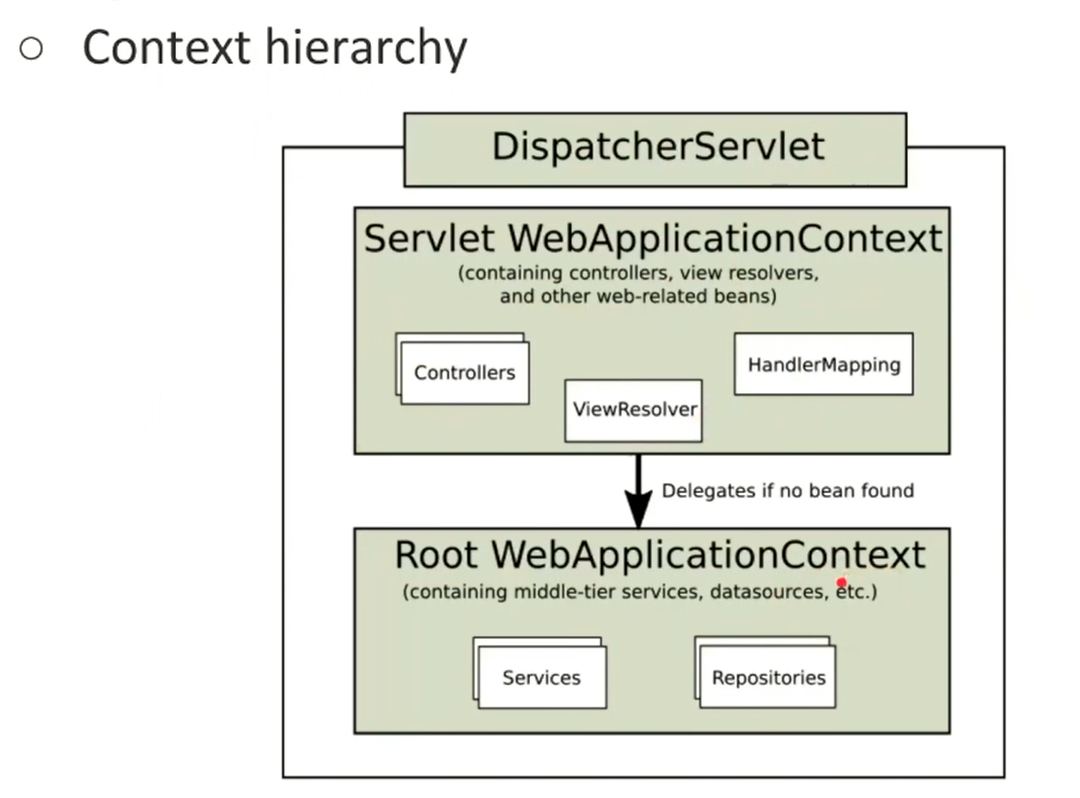 Context hierarchy
DispatcherServlet
Servlet WebApplicationContext
(containing controllers, view resolvers,
and other web-related beans)
Controllers
HandlerMapping
ViewResolver
Delegates if no bean found
Root WebApplicationContext
(containing middle-tier services, datasources, etc.)
Services
Repositories